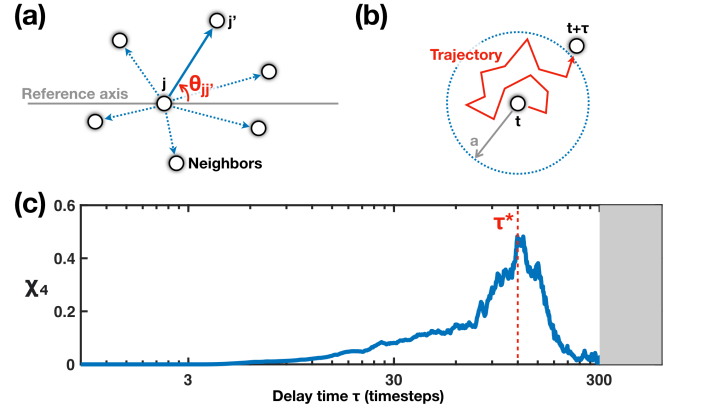 (a)
j'
j
θjj'
Reference axis
Neighbors
(b)
t+τ
Trajectory
t
a
(c)
0.6
0.4
0.2
0
χ4
τ*
3
30
300
Delay time τ (timesteps)